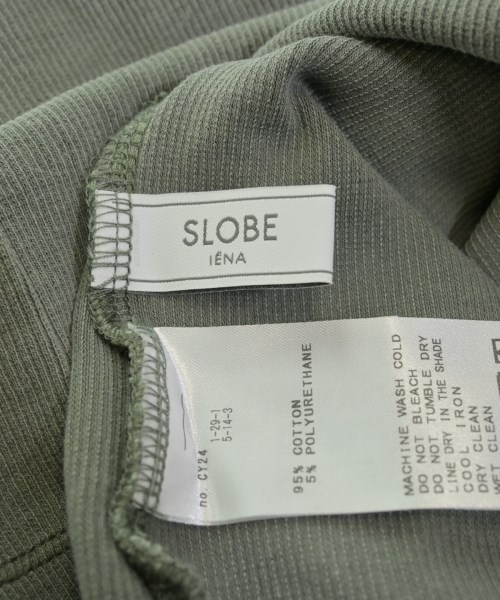 SLOBE
IÉNA
no. CY24
1-29-1
5-14-3
95% COTTON
5% POLYURETHANE
MACHINE WASH COLD
DO NOT BLEACH
DO NOT TUMBLE DRY
LINE DRY IN THE SHADE
COOL IRON
DRY CLEAN
WET CLEAN